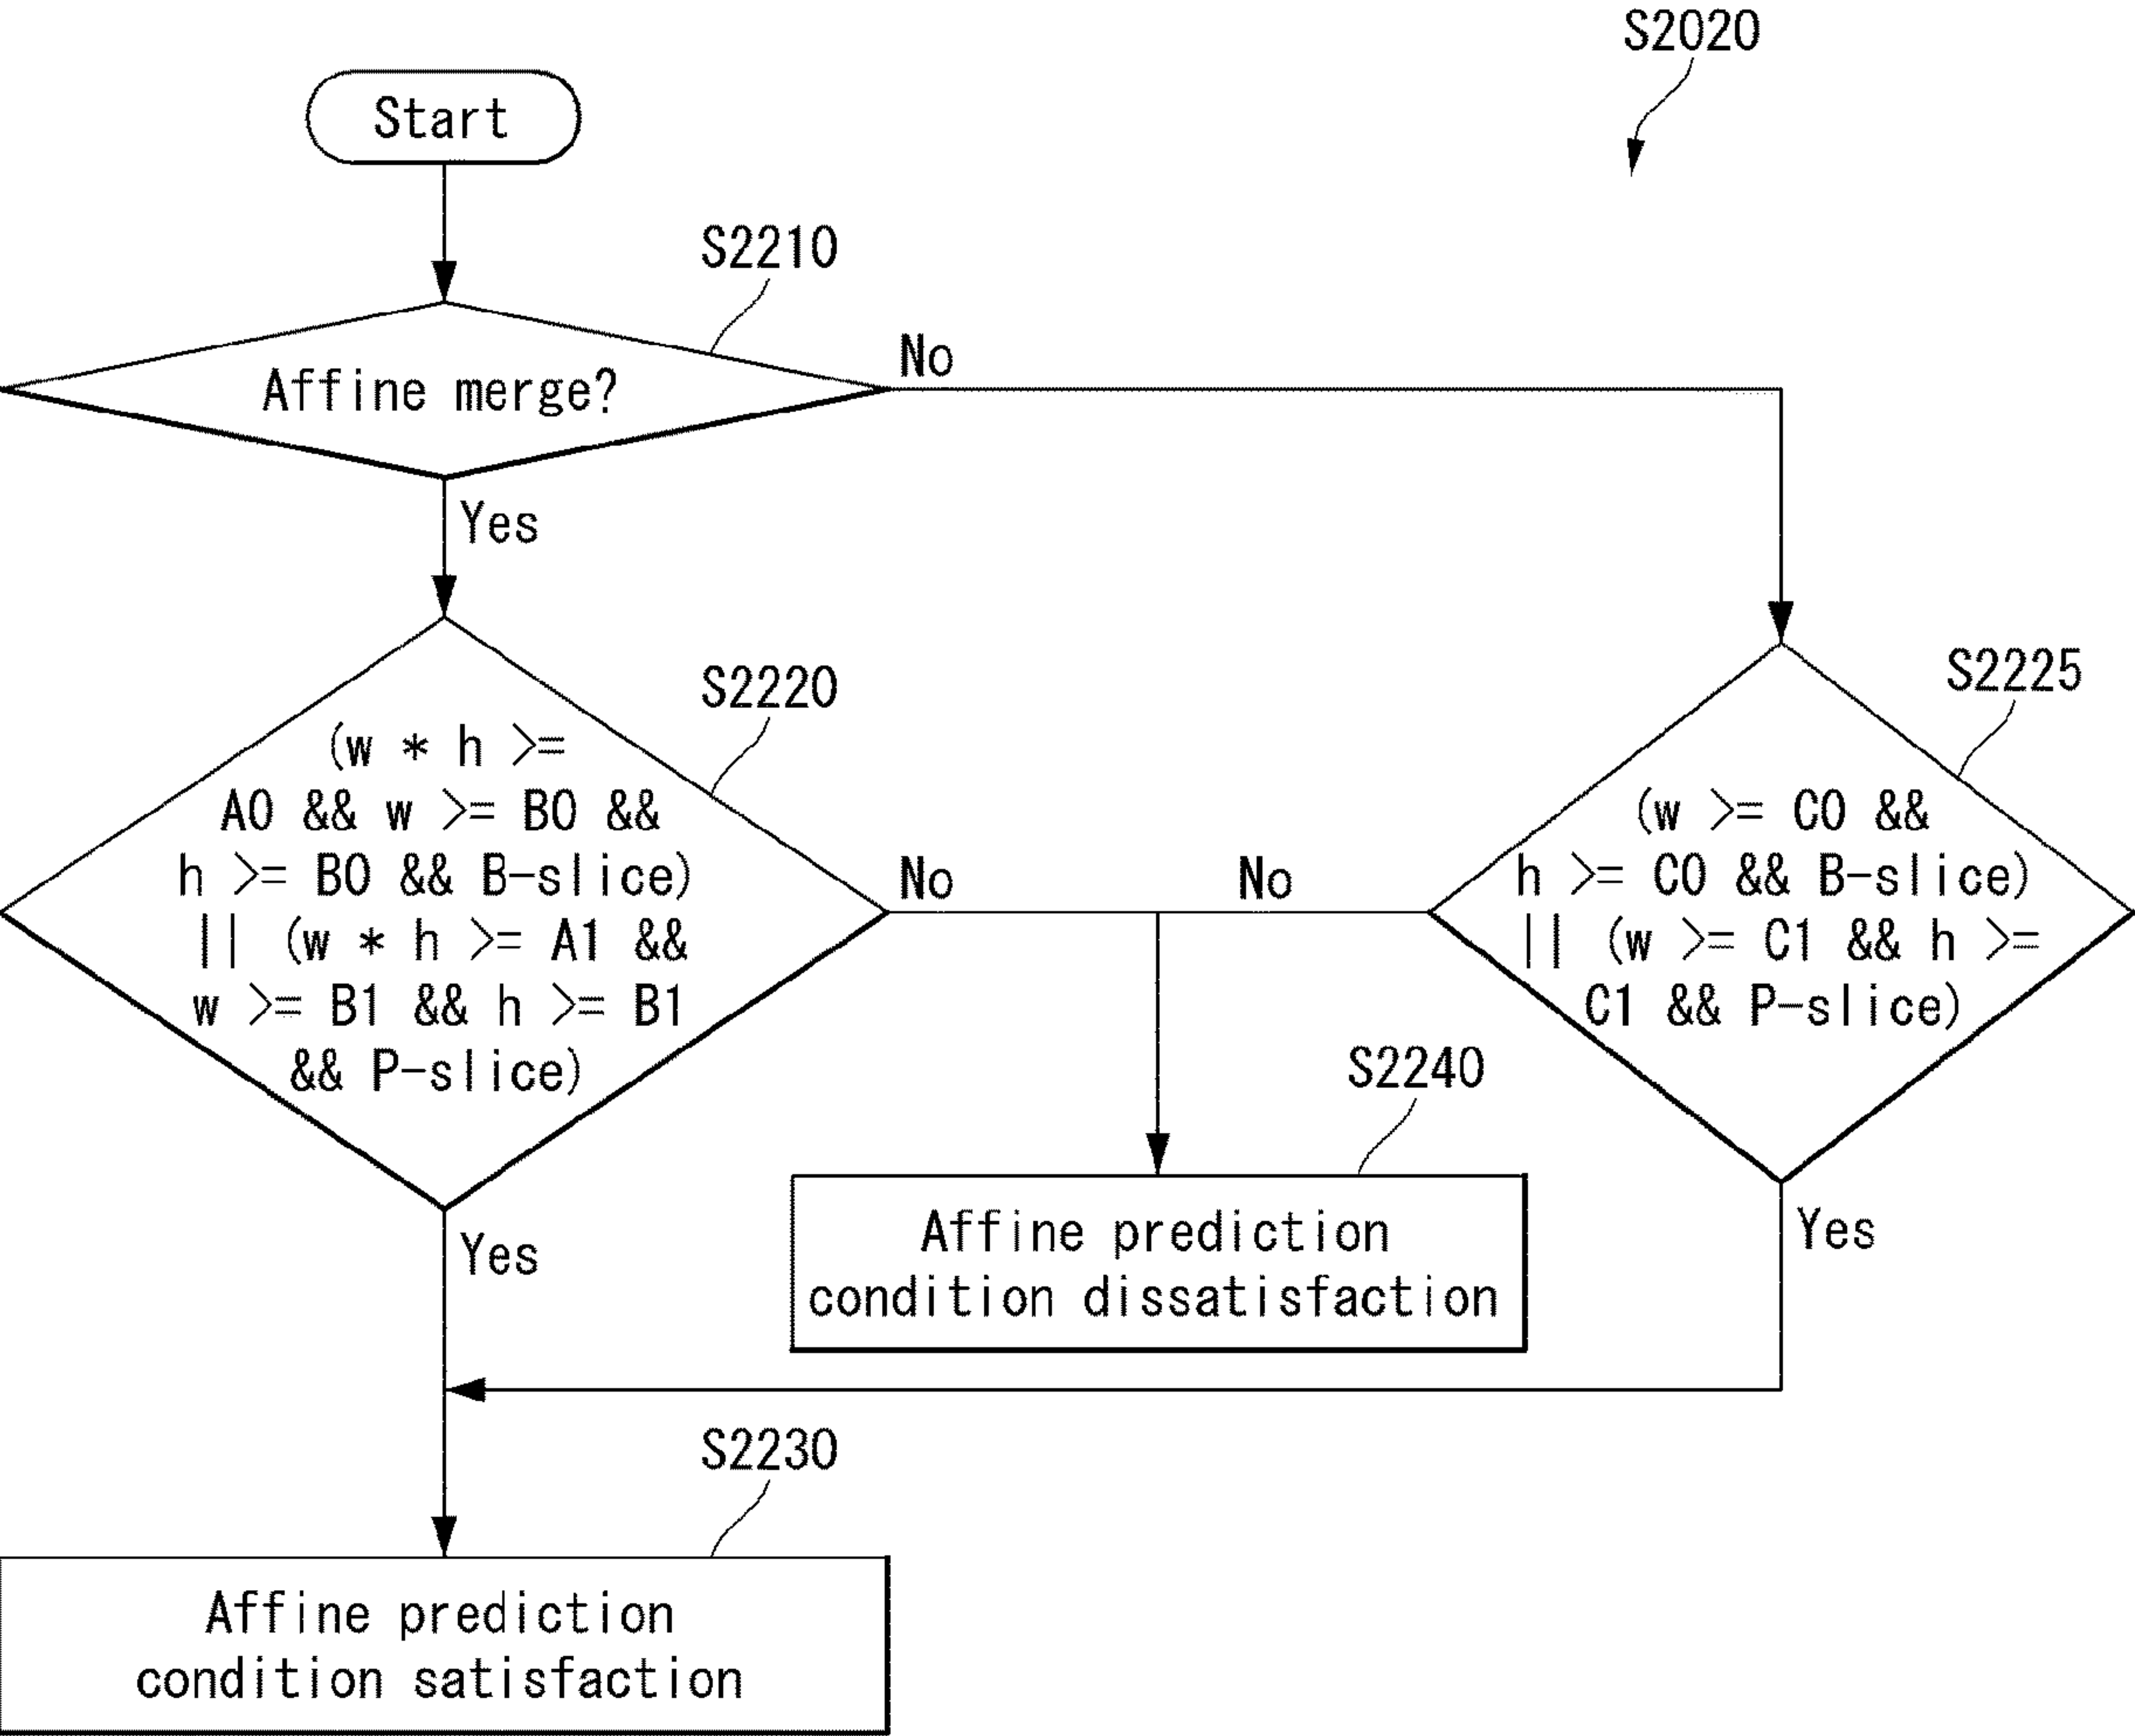 S2020
Start
S2210
Affine merge?
No
Yes
S2220
(w * h >=
A0 && w >= B0 &&
h >= B0 && B-slice)
|| (w * h >= A1 &&
w >= B1 && h >= B1
&& P-slice)
No
Yes
S2225
(w >= C0 &&
h >= C0 && B-slice)
|| (w >= C1 && h >=
C1 && P-slice)
No
Yes
S2240
Affine prediction
condition dissatisfaction
S2230
Affine prediction
condition satisfaction